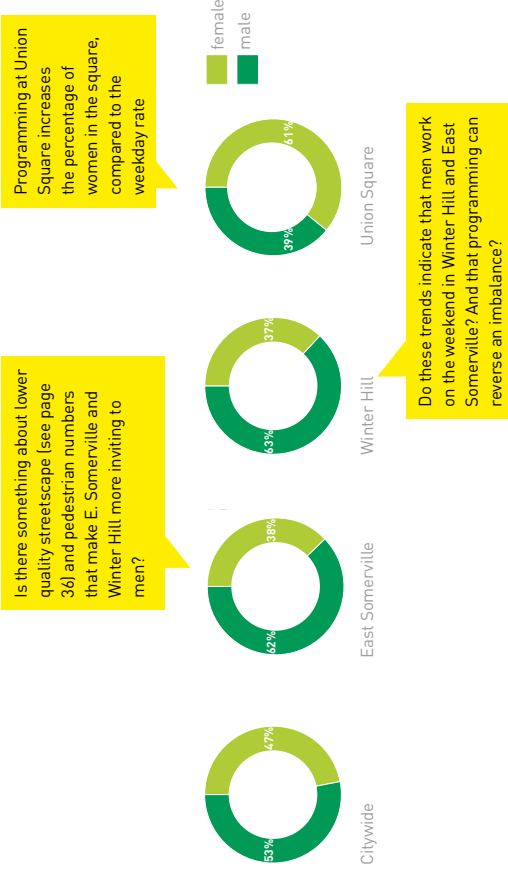 Is there something about lower
quality streetscape (see page
36) and pedestrian numbers
that make E. Somerville and
Winter Hill more inviting to
men?
Programming at Union
Square increases
the percentage of
women in the square,
compared to the
weekday rate
female
male
53%
47%
62%
38%
63%
37%
39%
61%
Citywide
East Somerville
Winter Hill
Union Square
Do these trends indicate that men work
on the weekend in Winter Hill and East
Somerville? And that programming can
reverse an imbalance?